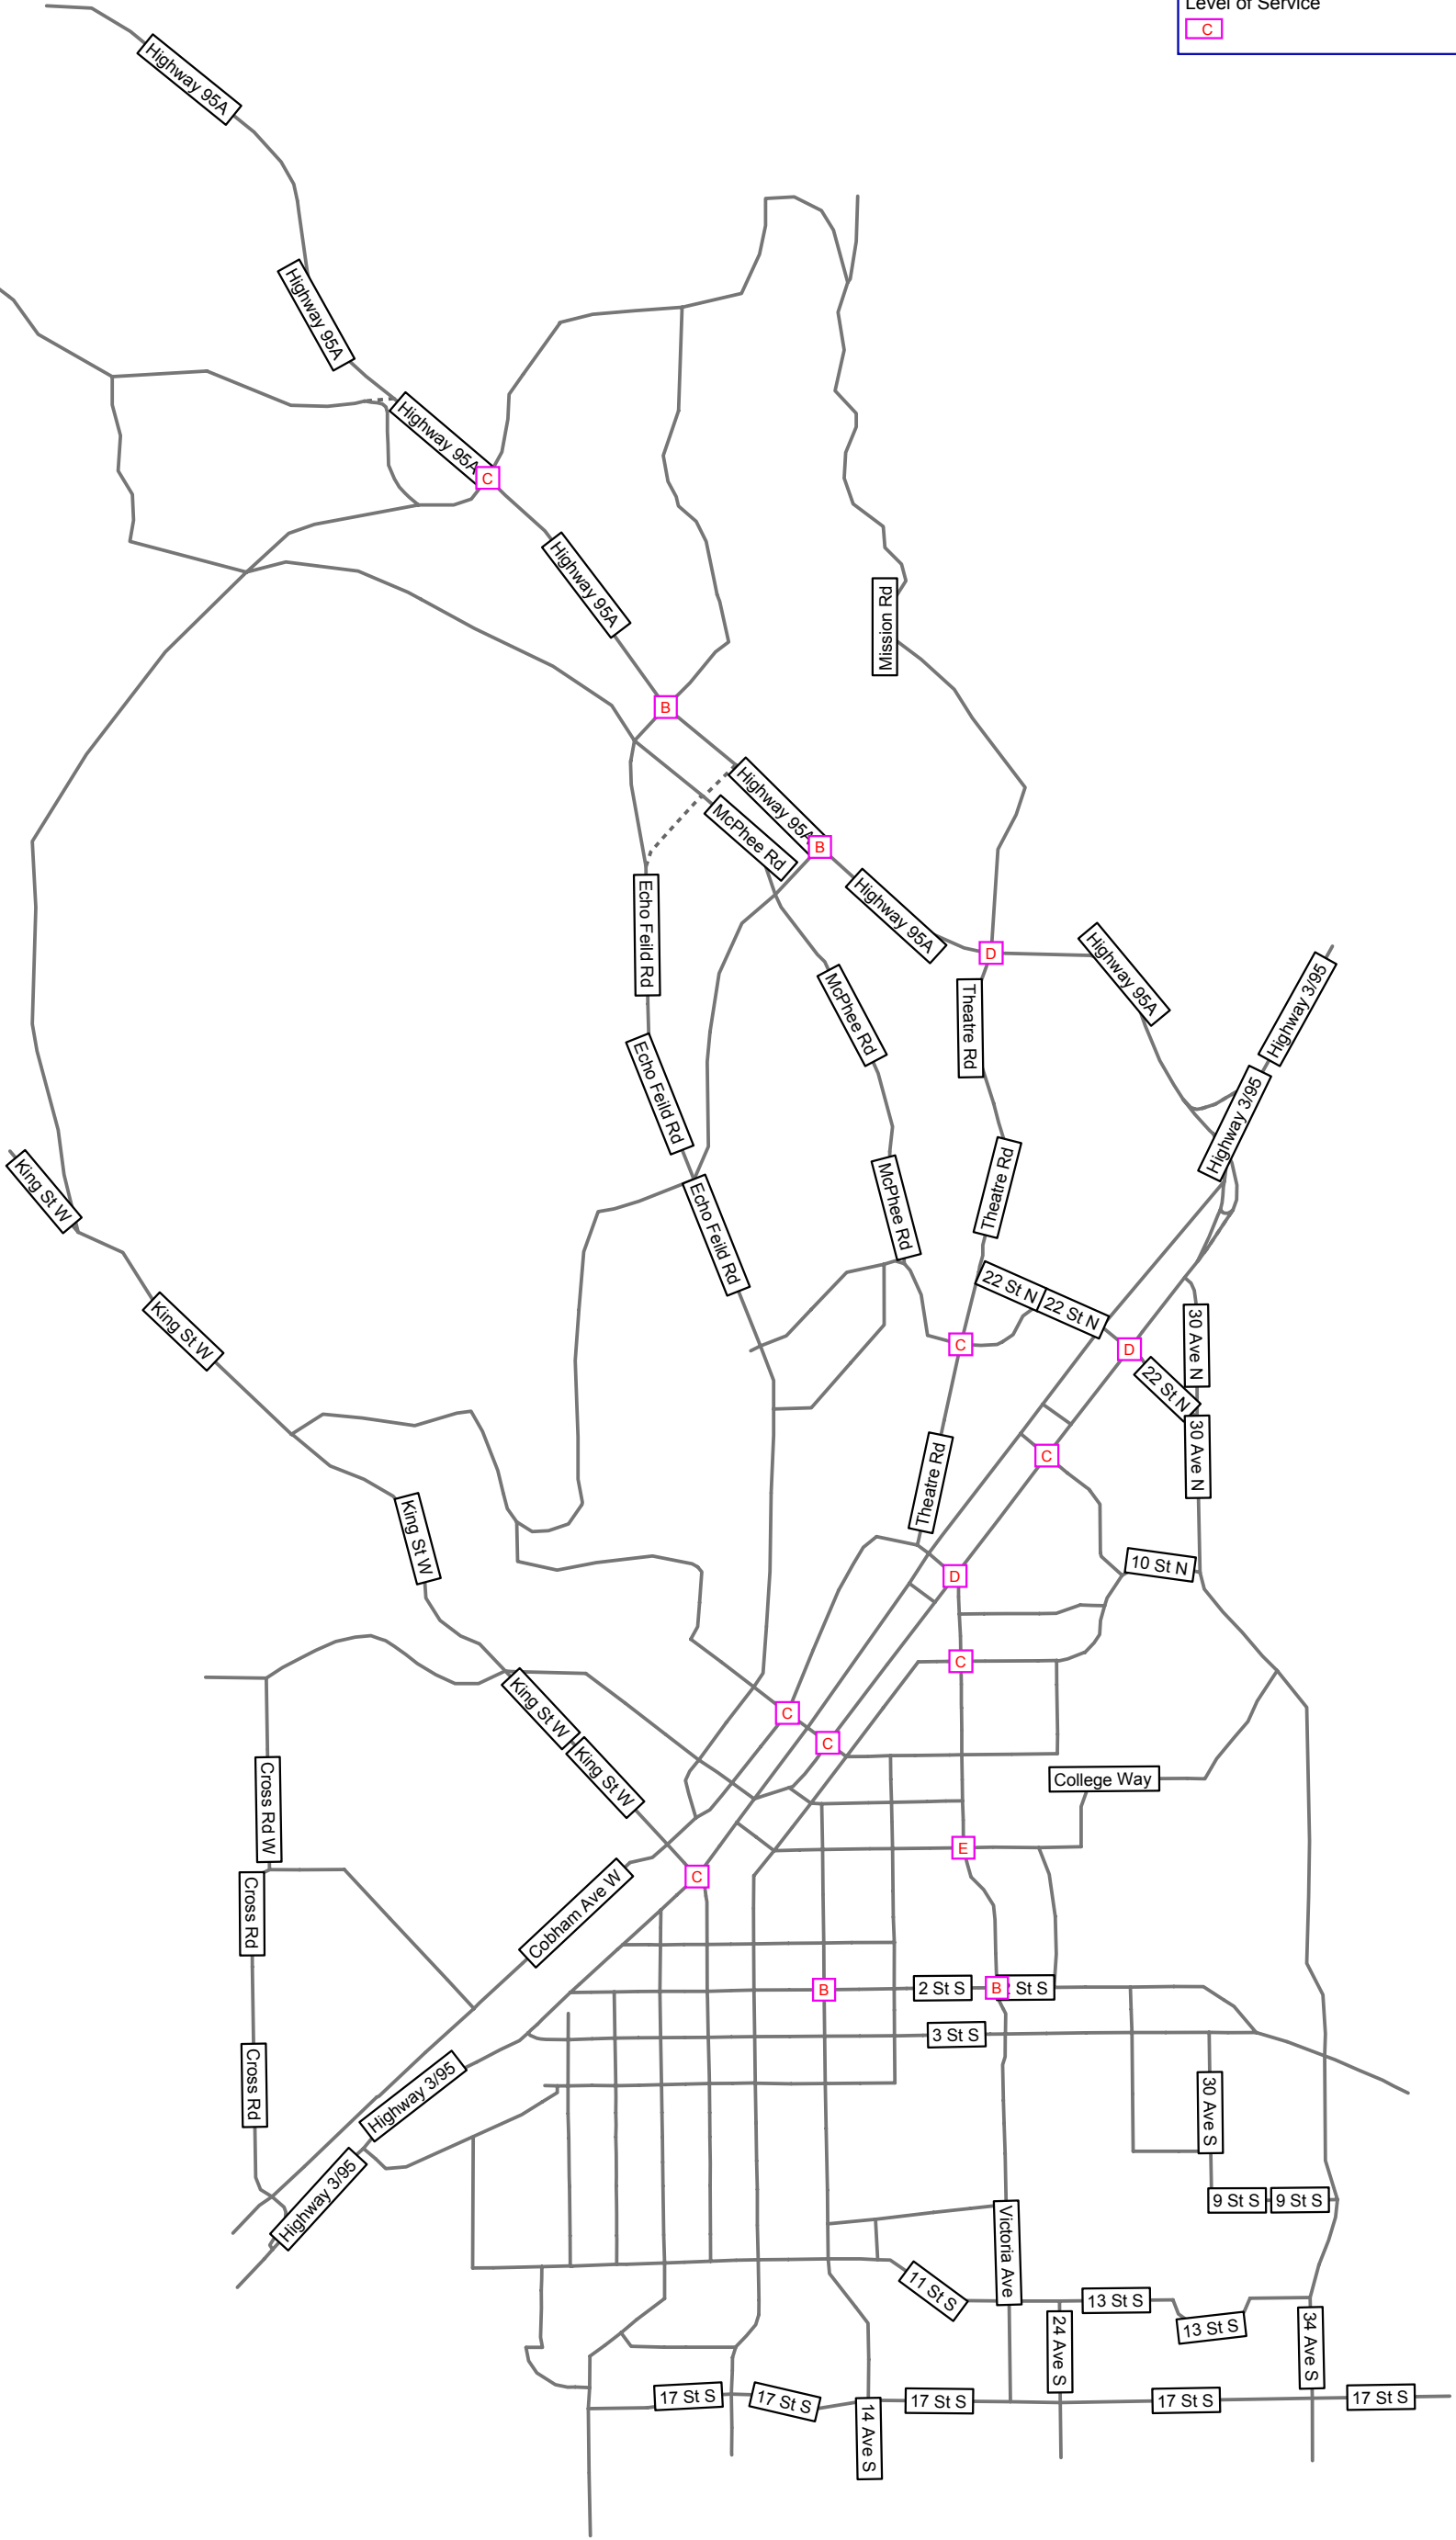 Level of Service
C
Highway 95A
Highway 95A
Highway 95A
C
Highway 95A
Mission Rd
B
Highway 95A
McPhee Rd
B
Highway 95A
Echo Feild Rd
D
Highway 95A
Highway 3/95
Theatre Rd
McPhee Rd
Echo Feild Rd
Highway 3/95
King St W
Theatre Rd
McPhee Rd
Echo Feild Rd
22 St N
22 St N
King St W
C
D
30 Ave N
22 St N
30 Ave N
C
Theatre Rd
King St W
10 St N
D
C
King St W
C
C
King St W
College Way
Cross Rd W
E
C
Cobham Ave W
Cross Rd
B
2 St S
B
St S
3 St S
Cross Rd
Highway 3/95
30 Ave S
Highway 3/95
9 St S
9 St S
Victoria Ave
11 St S
13 St S
13 St S
24 Ave S
34 Ave S
17 St S
17 St S
17 St S
17 St S
17 St S
14 Ave S